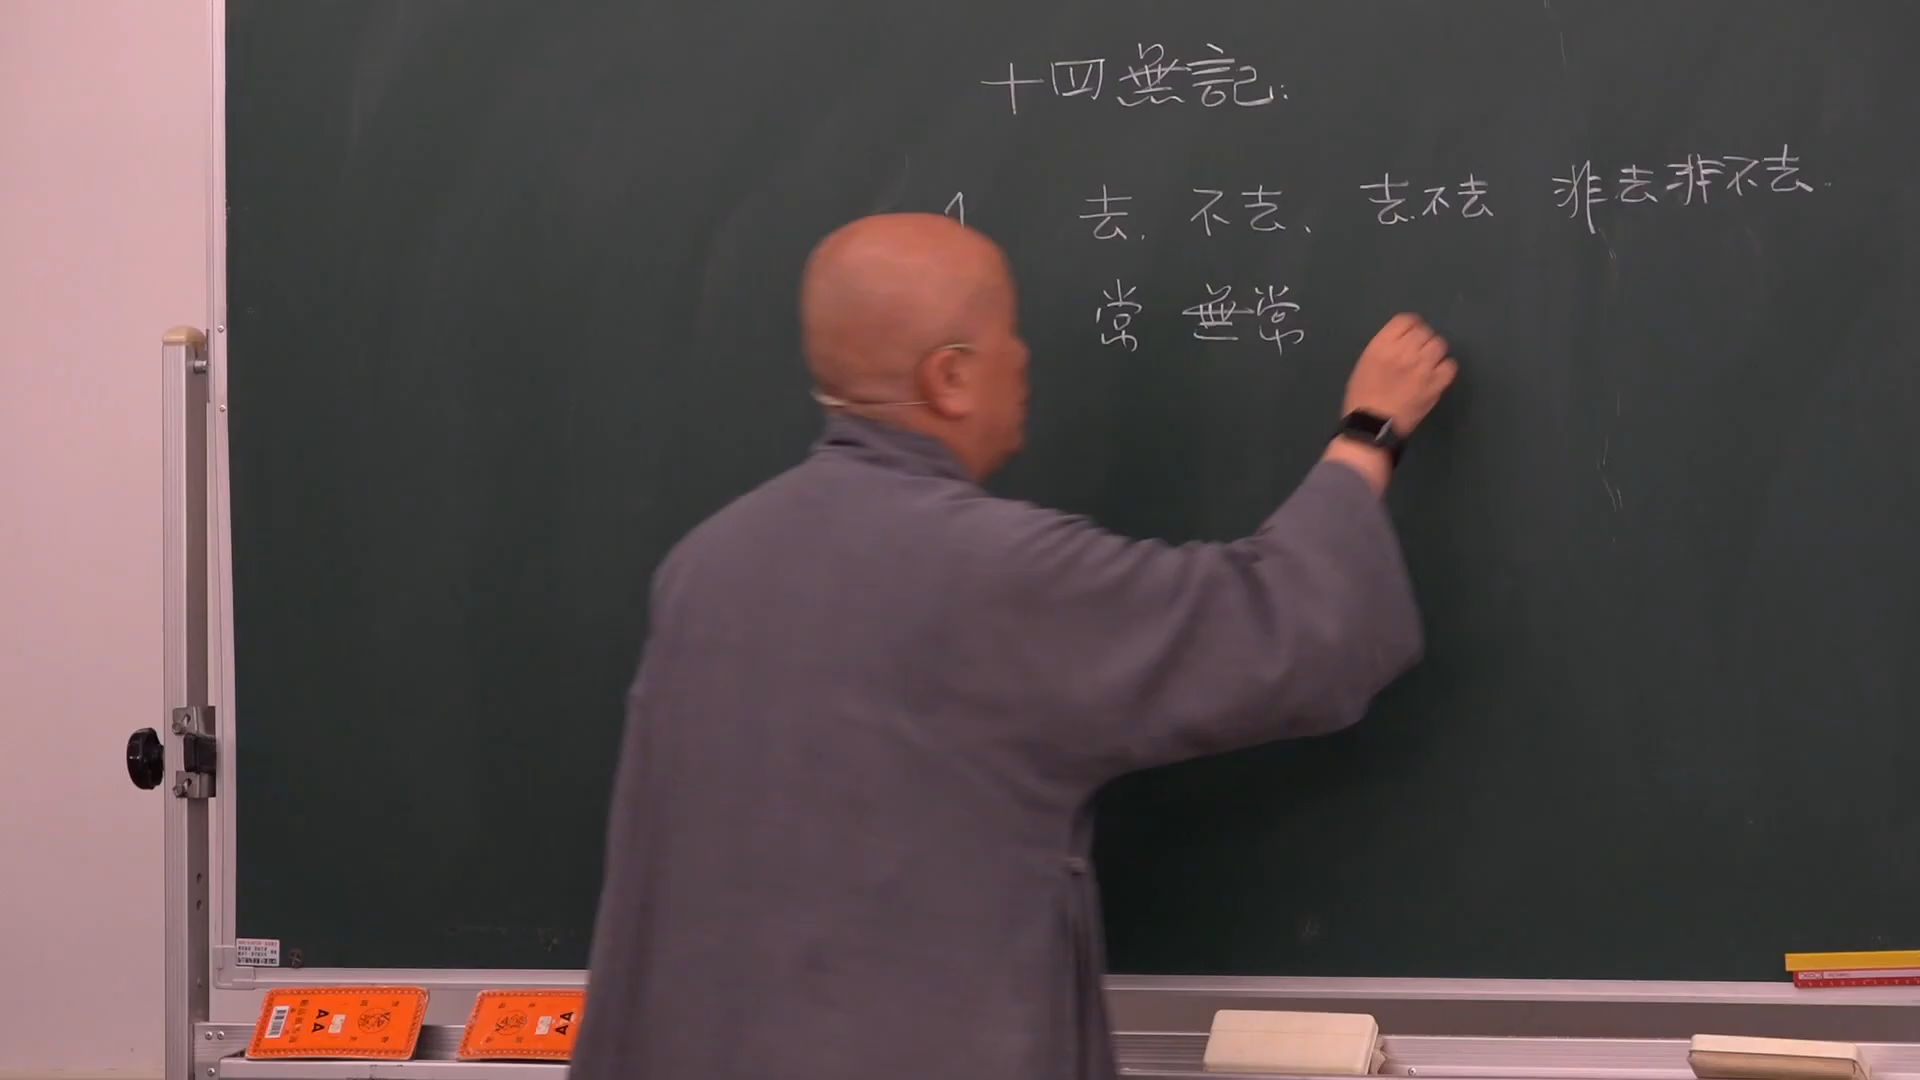 十四無記:
1 去. 不去、 去不去 非去非不去.
常 無常